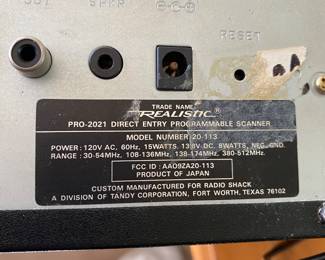 SPKR
RESET
TRADE NAME
REALISTIC®
PRO-2021 DIRECT ENTRY PROGRAMMABLE SCANNER
MODEL NUMBER 20-113
POWER: 120V AC, 60Hz, 15WATTS, 13.8V DC, 8WATTS, NEG. GND.
RANGE: 30-54MHz, 108-136MHz, 138-174MHz, 380-512MHz.
FCC ID: AAO9ZA20-113
PRODUCT OF JAPAN
CUSTOM MANUFACTURED FOR RADIO SHACK
A DIVISION OF TANDY CORPORATION, FORT WORTH, TEXAS 76102